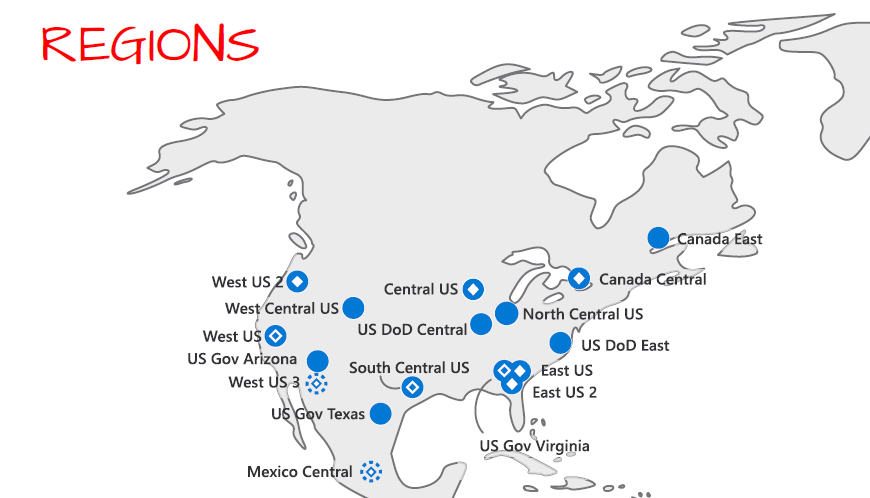 REGIONS
Canada East
Canada Central
West US 2
Central US
West Central US
North Central US
US DoD Central
West US
US DoD East
US Gov Arizona
South Central US
East US
West US 3
East US 2
US Gov Texas
US Gov Virginia
Mexico Central